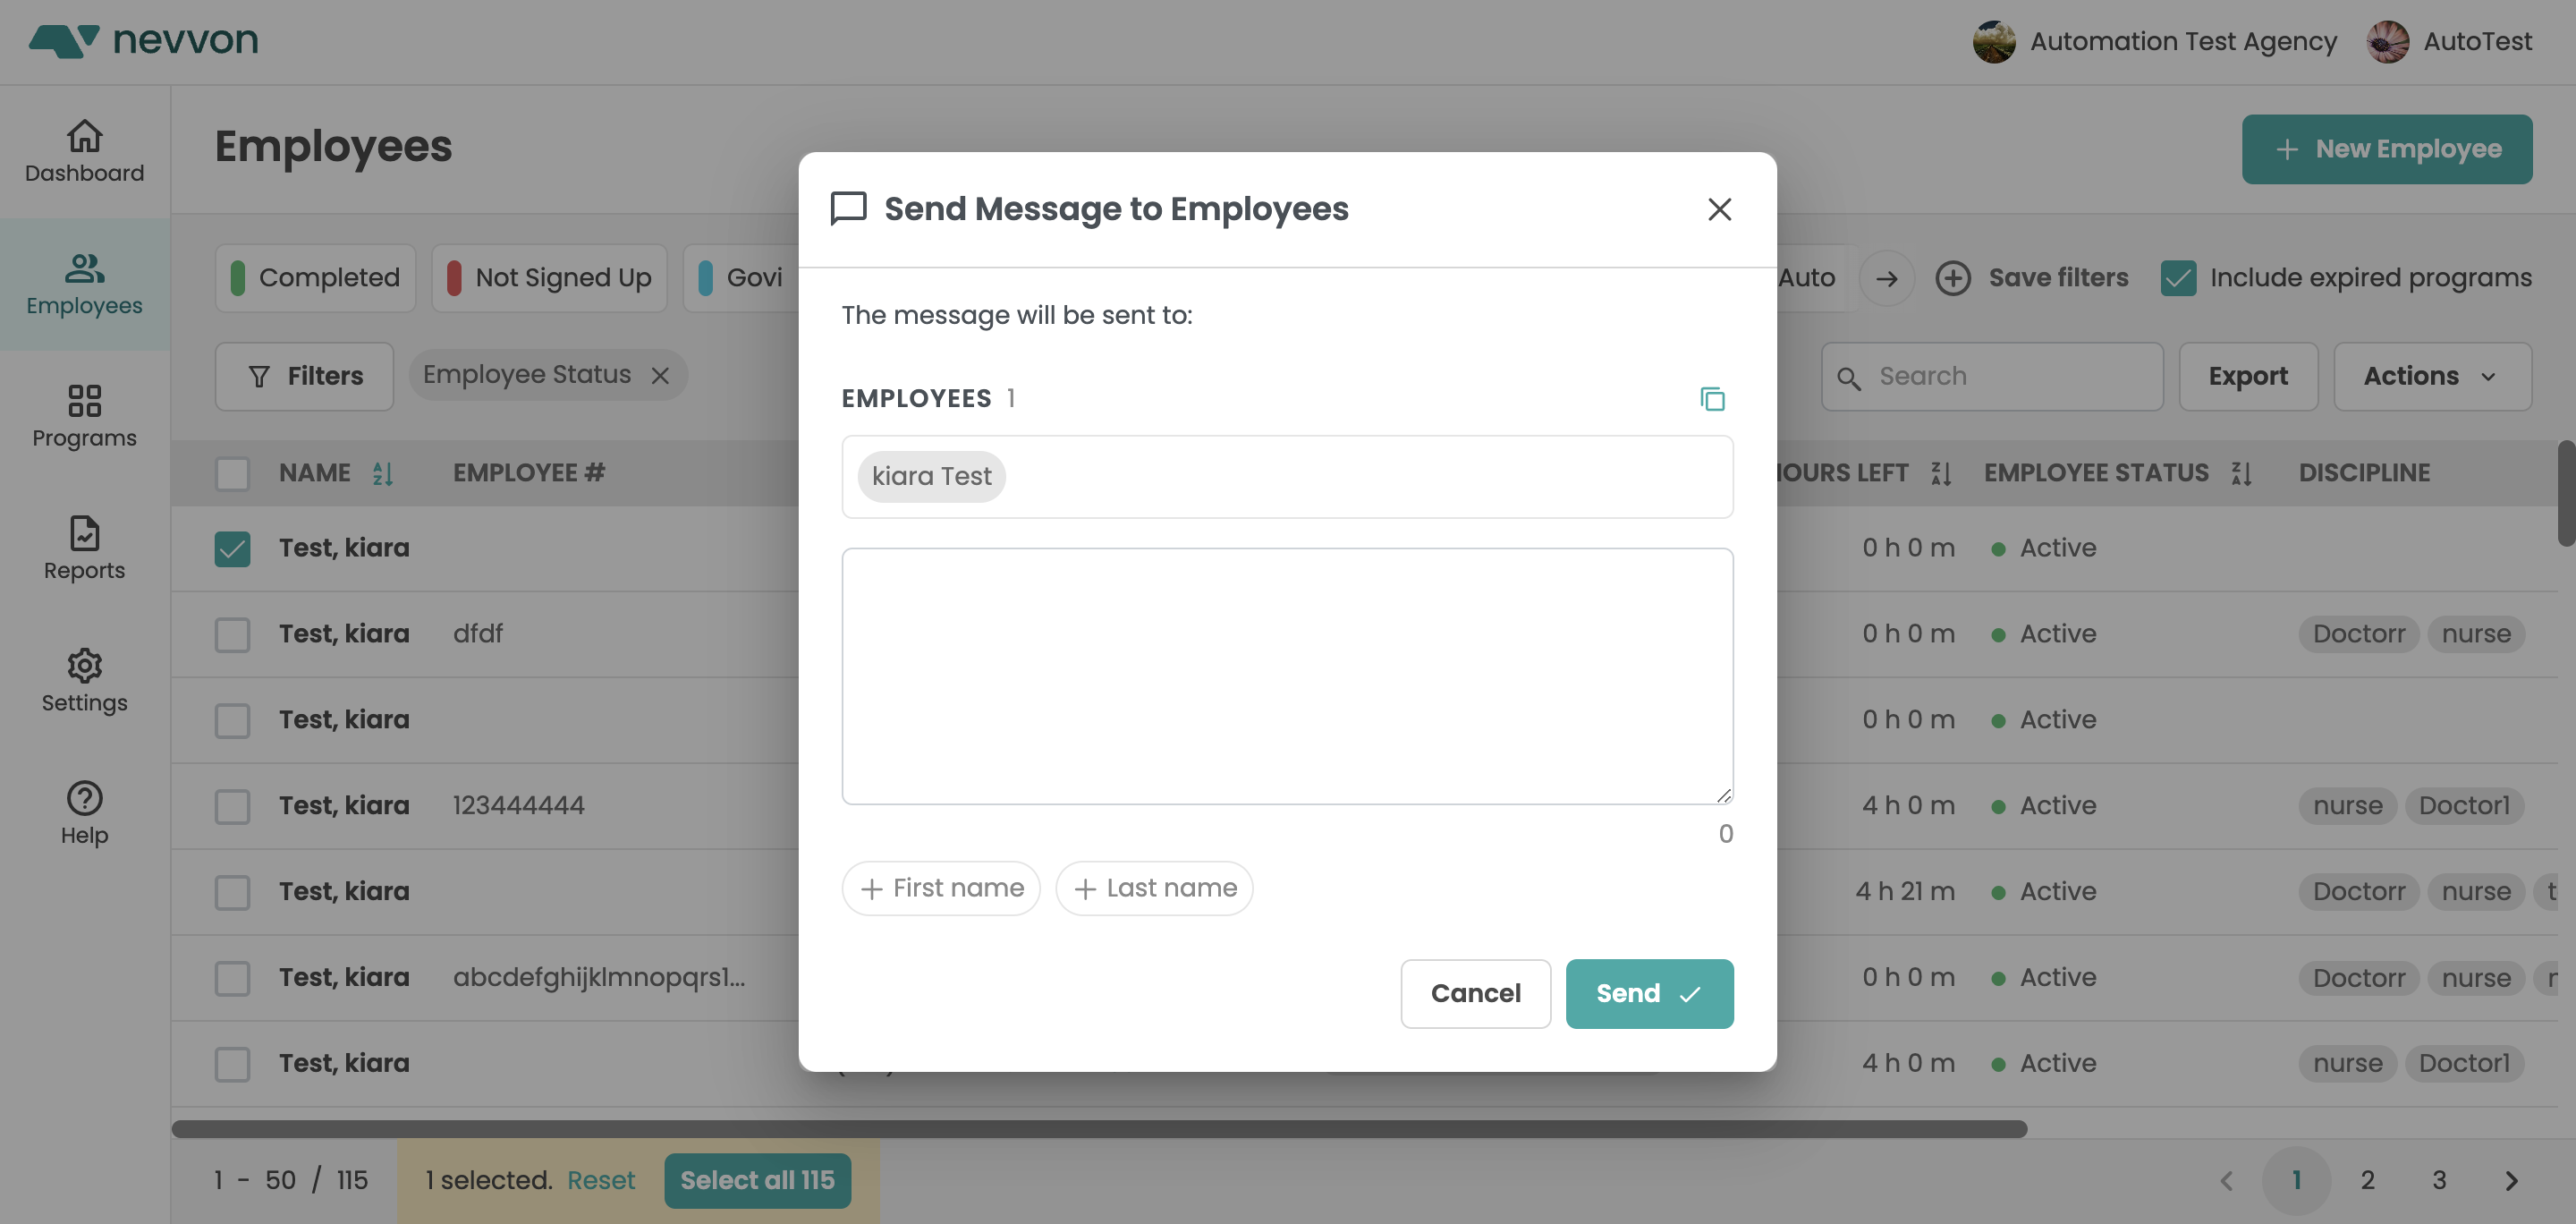 nevvon
Automation Test Agency
AutoTest
Dashboard
Employees
Programs
Reports
Settings
Help
Employees
+ New Employee
Completed
Not Signed Up
Govi
Auto
Save filters
Include expired programs
Filters
Employee Status
Search
Export
Actions
NAME EMPLOYEE # HOURS LEFT EMPLOYEE STATUS DISCIPLINE
Test, kiara 0 h 0 m Active
Test, kiara dfdf 0 h 0 m Active Doctorr nurse
Test, kiara 0 h 0 m Active
Test, kiara 123444444 4 h 0 m Active nurse Doctor1
Test, kiara 4 h 21 m Active Doctorr nurse
Test, kiara abcdefghijklmnopqrs1... 0 h 0 m Active Doctorr nurse
Test, kiara 4 h 0 m Active nurse Doctor1
1 - 50 / 115
1 selected. Reset
Select all 115
1 2 3
Send Message to Employees
The message will be sent to:
EMPLOYEES 1
kiara Test
0
+ First name
+ Last name
Cancel
Send